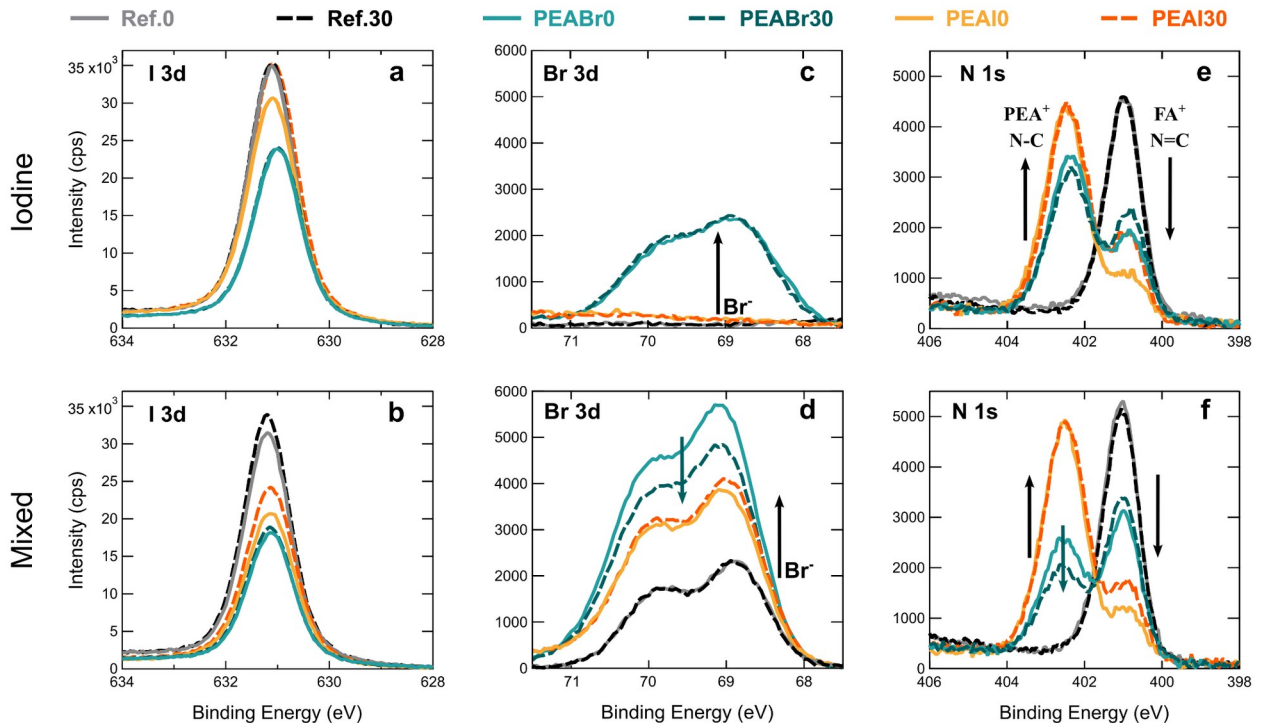 Ref.0 Ref.30 PEABr0 PEABr30 PEAI0 PEAI30
Iodine
Intensity (cps)
35 x10³
30
25
20
15
10
5
0
I 3d
a
634 632 630 628
6000
5000
4000
3000
2000
1000
0
Br 3d
c
Br⁻
71 70 69 68
5000
4000
3000
2000
1000
0
N 1s
e
PEA⁺
N-C
FA⁺
N=C
406 404 402 400 398
Mixed
Intensity (cps)
35 x10³
30
25
20
15
10
5
0
I 3d
b
634 632 630 628
Binding Energy (eV)
6000
5000
4000
3000
2000
1000
0
Br 3d
d
Br⁻
71 70 69 68
Binding Energy (eV)
5000
4000
3000
2000
1000
0
N 1s
f
406 404 402 400 398
Binding Energy (eV)